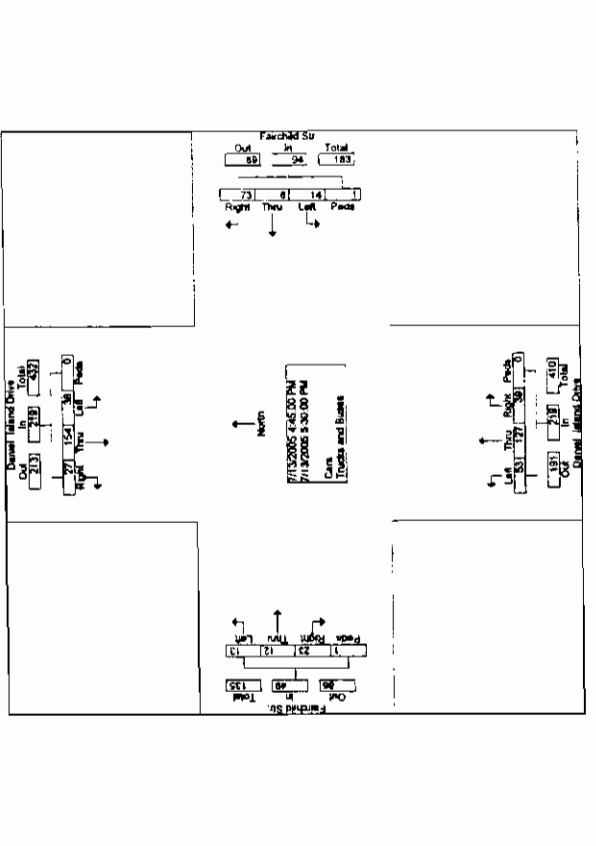 Fairchild Str
Out In Total
89 94 183
73 6 14 1
Right Thru Left Peds
Daniel Island Drive
Out In Total
213 219 432
27 154 38 0
Right Thru Left Peds
North
7/13/2005 4:45:00 PM
7/13/2005 5:30:00 PM
Cars
Trucks and Buses
Left Thru Right Peds
53 127 39 0
191 219 410
Out In Total
Daniel Island Drive
Left Thru Right Peds
13 12 23 1
135 49 86
Total In Out
Fairchild Str.